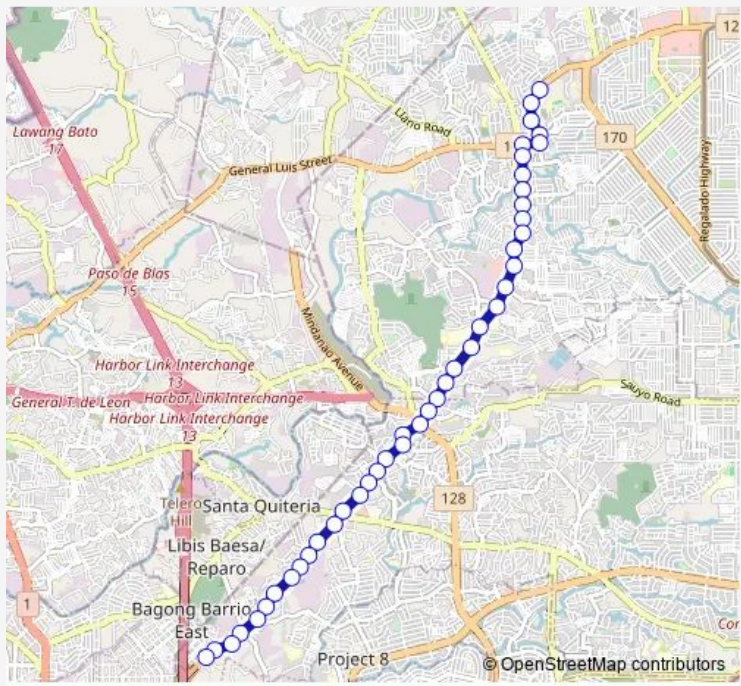 12
Lawang Bato
17
Llano Road
1
170
General Luis Street
Regalado Highway
Paso de Blas
15
Mindanao Avenue
Harbor Link Interchange
13
General T. de Leon
Harbor Link Interchange
Harbor Link Interchange
13
Sauyo Road
128
Telero
Hill
Santa Quiteria
Libis Baesa/
Reparo
1
Bagong Barrio
East
Project 8
Com
© OpenStreetMap contributors